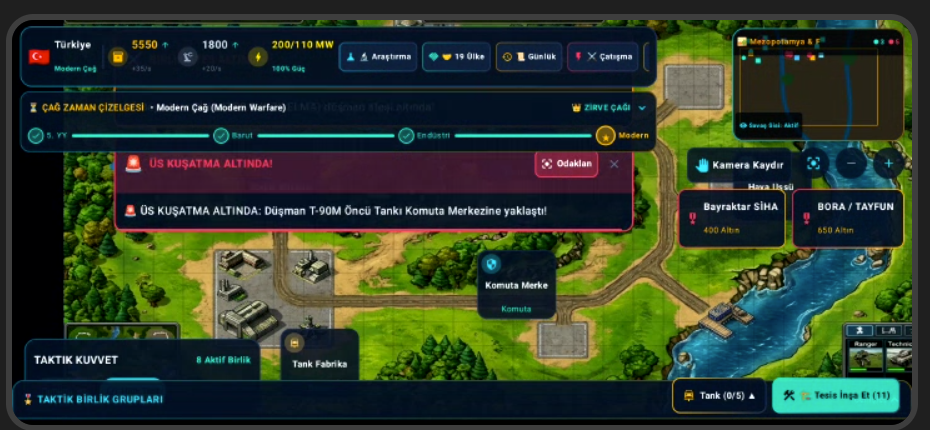 Türkiye
Modern Çağ
5550 ↑
+35/s
1800 ↑
+20/s
200/110 MW
100% Güç
Araştırma
19 Ülke
Günlük
Çatışma
Mezopotamya &
Savaş Sisi: Aktif
ÇAĞ ZAMAN ÇİZELGESİ • Modern Çağ (Modern Warfare)
ZİRVE ÇAĞI
5. YY
Barut
Endüstri
Modern
ÜS KUŞATMA ALTINDA!
Odaklan
ÜS KUŞATMA ALTINDA: Düşman T-90M Öncü Tankı Komuta Merkezine yaklaştı!
Kamera Kaydır
Hava Üssü
Bayraktar SİHA
400 Altın
BORA / TAYFUN
650 Altın
Komuta Merke
Komuta
Tank Fabrika
TAKTIK KUVVET
8 Aktif Birlik
Ranger
TAKTİK BİRLİK GRUPLARI
Tank (0/5) ▲
Tesis İnşa Et (11)